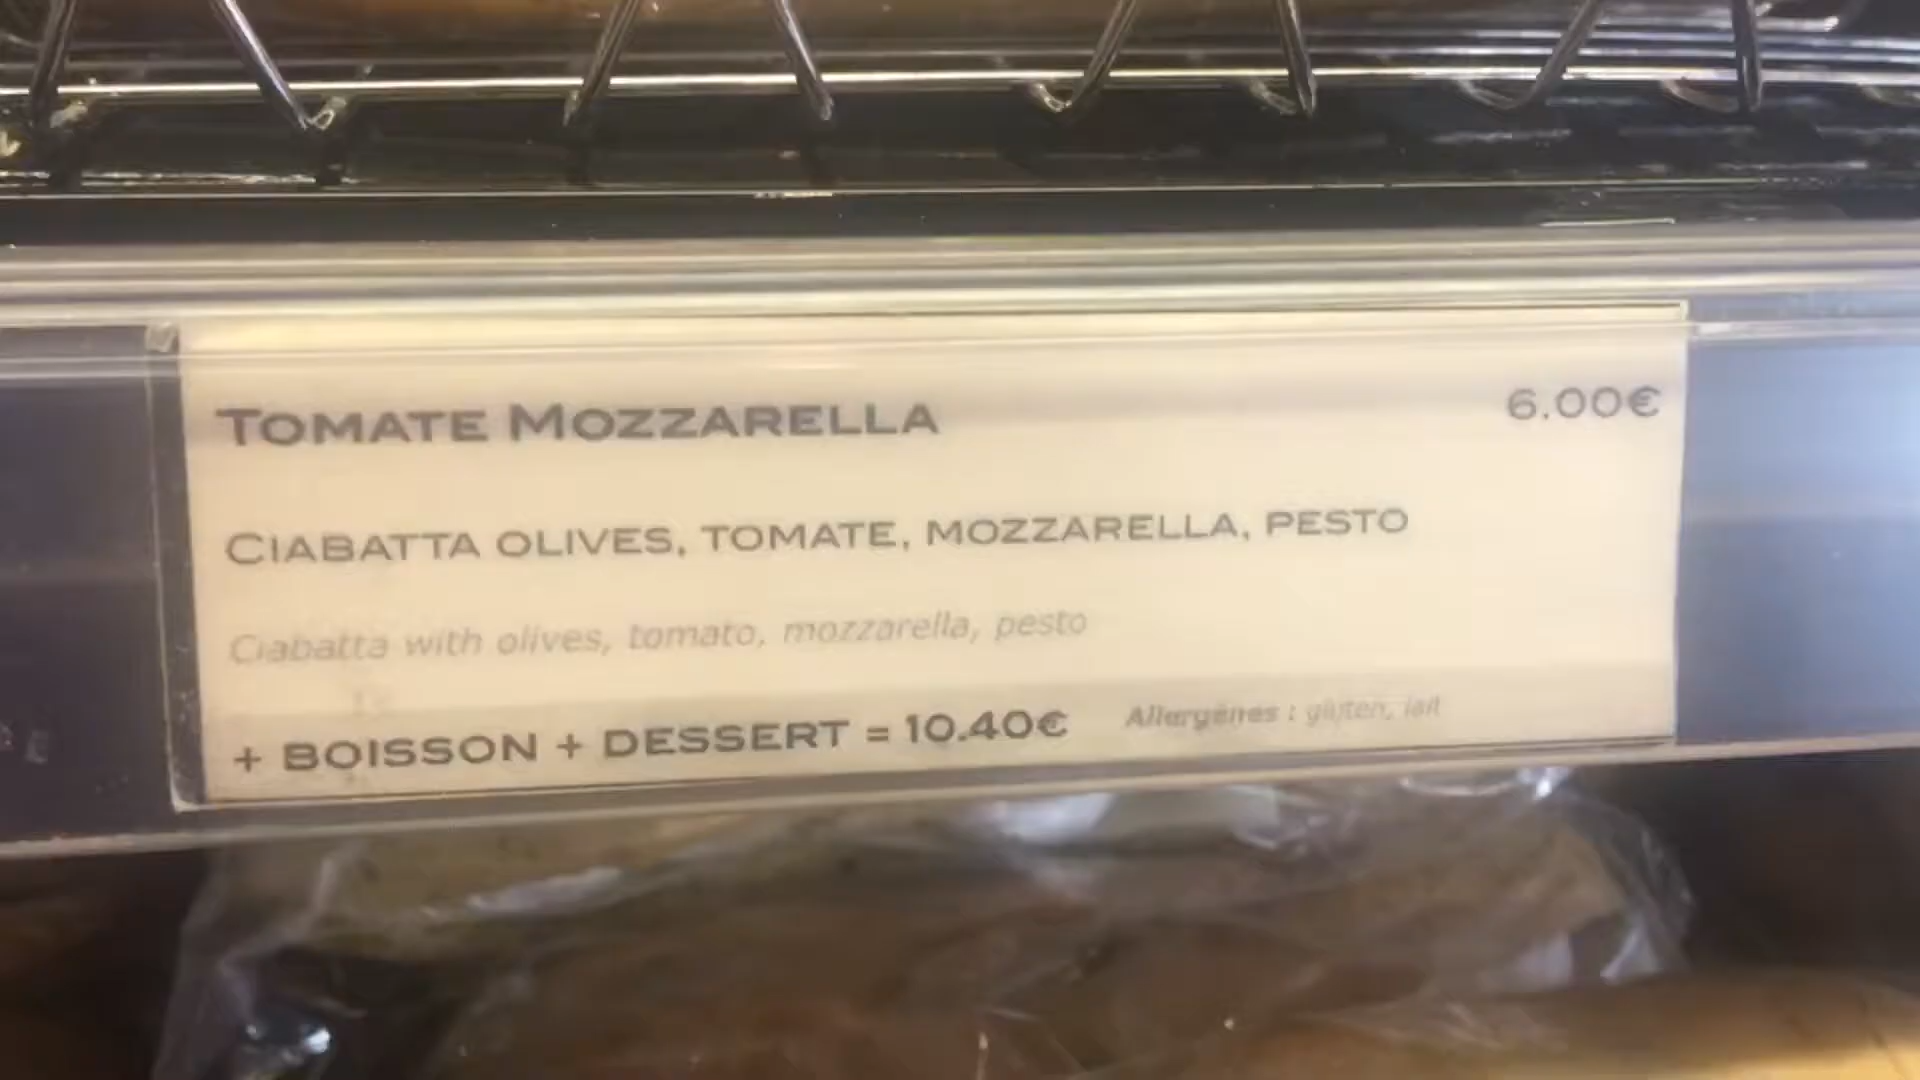 TOMATE MOZZARELLA 6.00€
CIABATTA OLIVES, TOMATE, MOZZARELLA, PESTO
Ciabatta with olives, tomato, mozzarella, pesto
+ BOISSON + DESSERT = 10.40€ Allergènes : gluten, lait